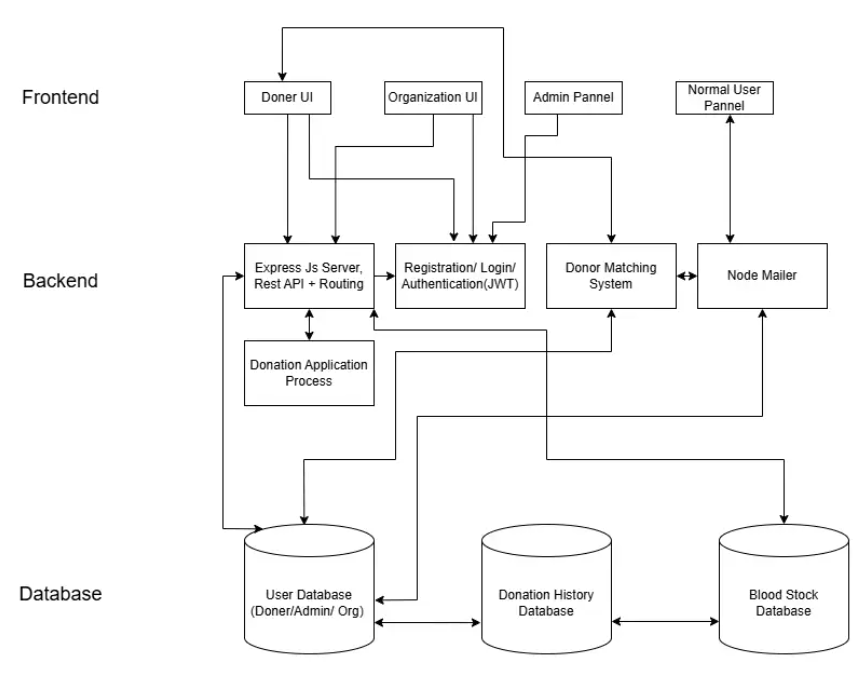 Frontend
Doner UI
Organization UI
Admin Pannel
Normal User
Pannel
Backend
Express Js Server,
Rest API + Routing
Registration/ Login/
Authentication(JWT)
Donor Matching
System
Node Mailer
Donation Application
Process
Database
User Database
(Doner/Admin/ Org)
Donation History
Database
Blood Stock
Database